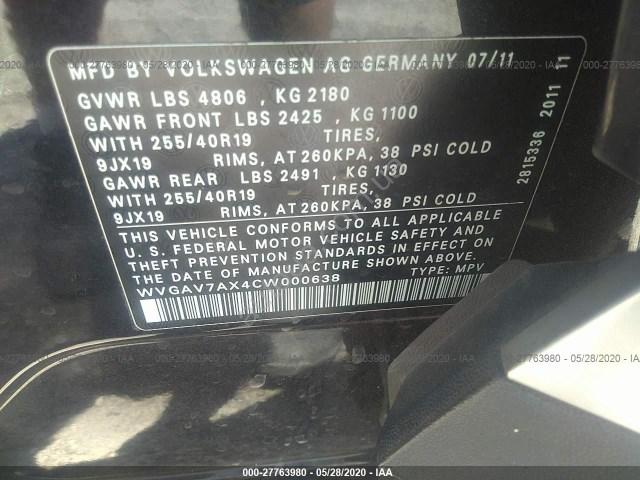 MFD BY VOLKSWAGEN AG GERMANY 07/11
GVWR LBS 4806 , KG 2180
GAWR FRONT LBS 2425 , KG 1100
WITH 255/40R19 TIRES,
9JX19 RIMS, AT 260KPA, 38 PSI COLD
GAWR REAR LBS 2491 , KG 1130
WITH 255/40R19 TIRES,
9JX19 RIMS, AT 260KPA, 38 PSI COLD
THIS VEHICLE CONFORMS TO ALL APPLICABLE
U. S. FEDERAL MOTOR VEHICLE SAFETY AND
THEFT PREVENTION STANDARDS IN EFFECT ON
THE DATE OF MANUFACTURE SHOWN ABOVE.
WVGAV7AX4CW000638 TYPE: MPV
2815336 2011 11
000-27763980 - 05/28/2020 - IAA